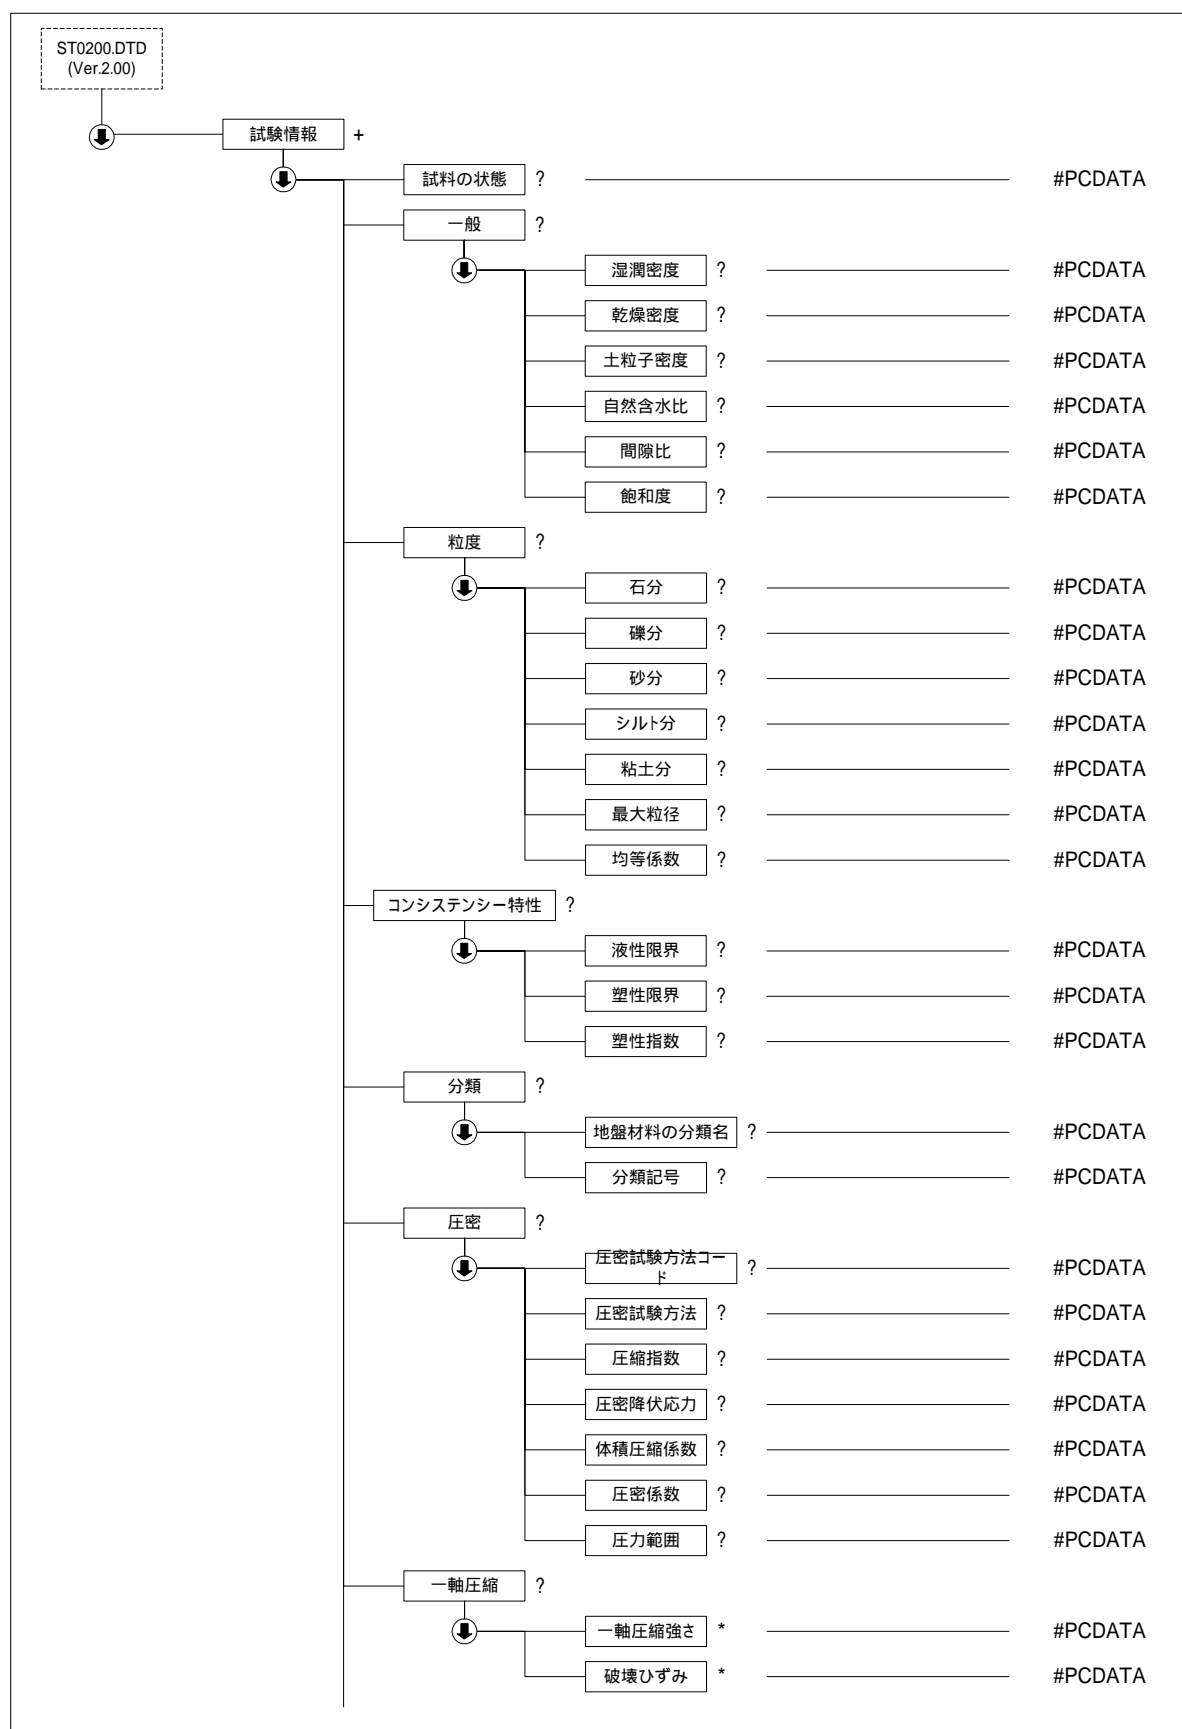 ST0200.DTD
(Ver.2.00)
試験情報 +
試料の状態 ? #PCDATA
一般 ?
湿潤密度 ? #PCDATA
乾燥密度 ? #PCDATA
土粒子密度 ? #PCDATA
自然含水比 ? #PCDATA
間隙比 ? #PCDATA
飽和度 ? #PCDATA
粒度 ?
石分 ? #PCDATA
礫分 ? #PCDATA
砂分 ? #PCDATA
シルト分 ? #PCDATA
粘土分 ? #PCDATA
最大粒径 ? #PCDATA
均等係数 ? #PCDATA
コンシステンシー特性 ?
液性限界 ? #PCDATA
塑性限界 ? #PCDATA
塑性指数 ? #PCDATA
分類 ?
地盤材料の分類名 ? #PCDATA
分類記号 ? #PCDATA
圧密 ?
圧密試験方法コー
ド ? #PCDATA
圧密試験方法 ? #PCDATA
圧縮指数 ? #PCDATA
圧密降伏応力 ? #PCDATA
体積圧縮係数 ? #PCDATA
圧密係数 ? #PCDATA
圧力範囲 ? #PCDATA
一軸圧縮 ?
一軸圧縮強さ * #PCDATA
破壊ひずみ * #PCDATA